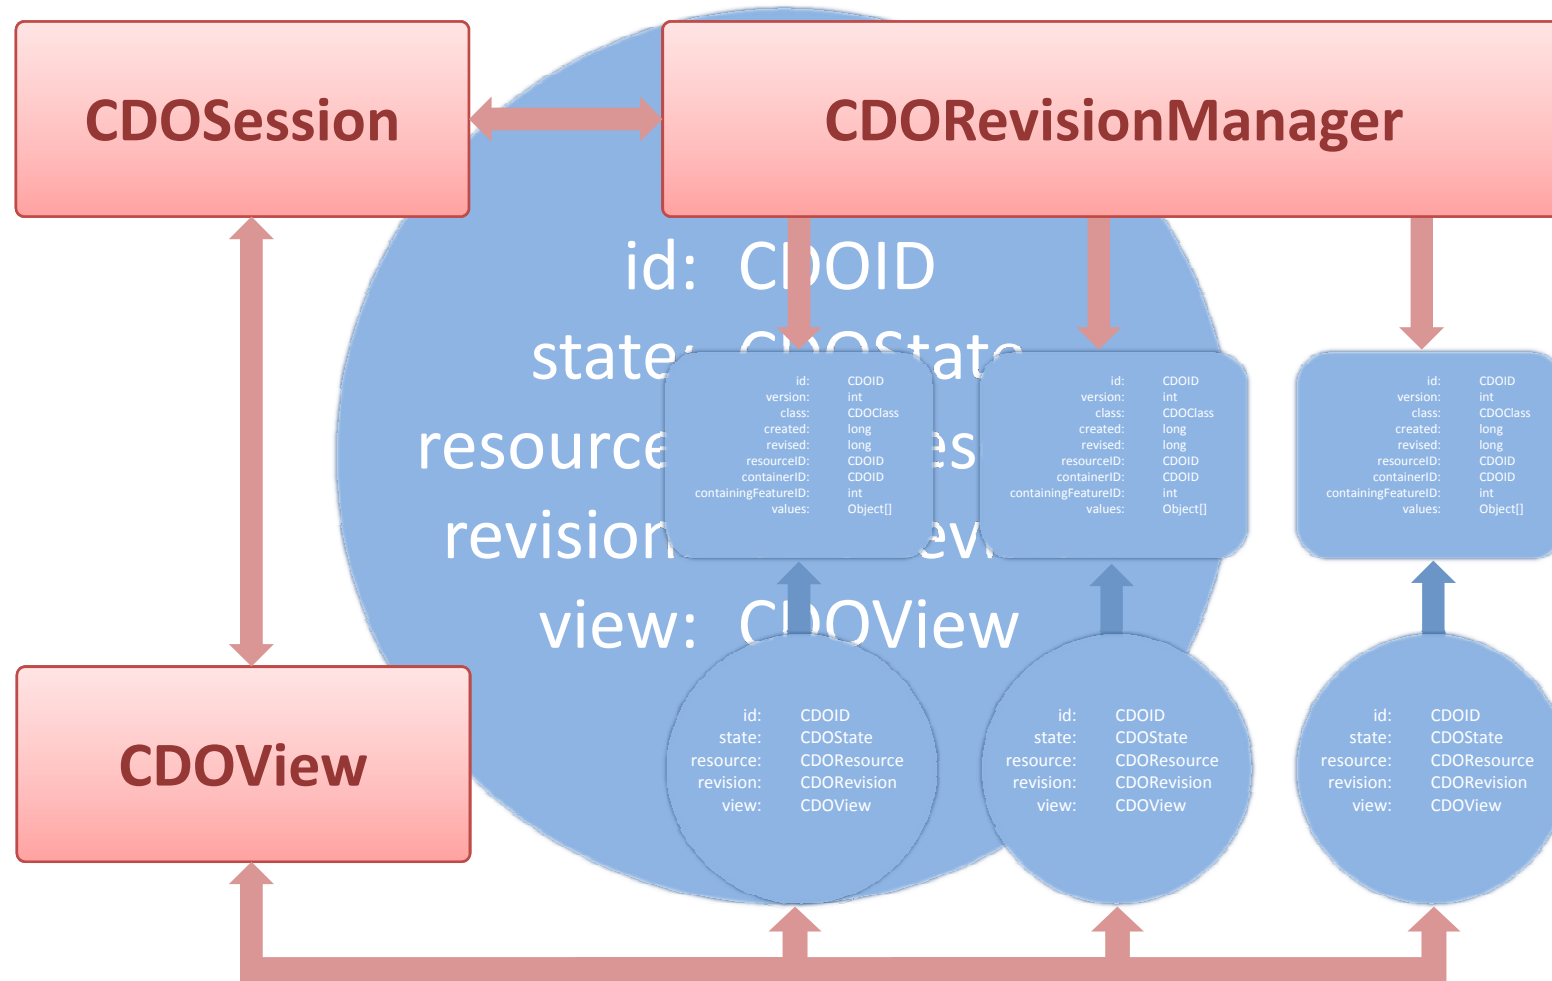 CDOSession
CDORevisionManager
id: CDOID
state: CDOState
resource
es
revision
ev
view: CDOView
id: CDOID
version: int
class: CDOClass
created: long
revised: long
resourceID: CDOID
containerID: CDOID
containingFeatureID: int
values: Object[]
id: CDOID
version: int
class: CDOClass
created: long
revised: long
resourceID: CDOID
containerID: CDOID
containingFeatureID: int
values: Object[]
id: CDOID
version: int
class: CDOClass
created: long
revised: long
resourceID: CDOID
containerID: CDOID
containingFeatureID: int
values: Object[]
CDOView
id: CDOID
state: CDOState
resource: CDOResource
revision: CDORevision
view: CDOView
id: CDOID
state: CDOState
resource: CDOResource
revision: CDORevision
view: CDOView
id: CDOID
state: CDOState
resource: CDOResource
revision: CDORevision
view: CDOView